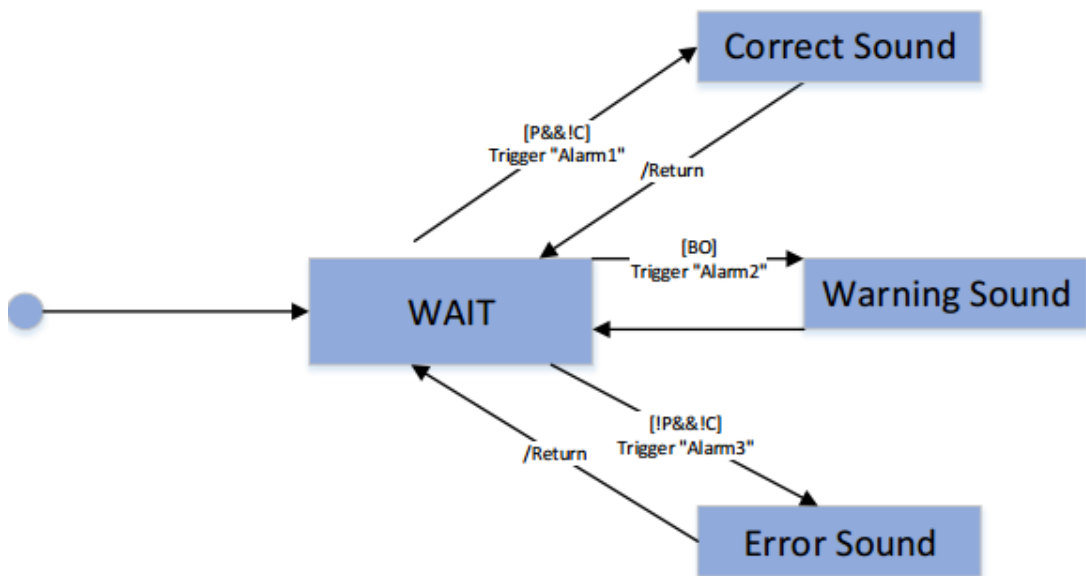 Correct Sound
[P&&!C]
Trigger "Alarm1"
/Return
[BO]
Trigger "Alarm2"
Warning Sound
WAIT
[!P&&!C]
Trigger "Alarm3"
/Return
Error Sound